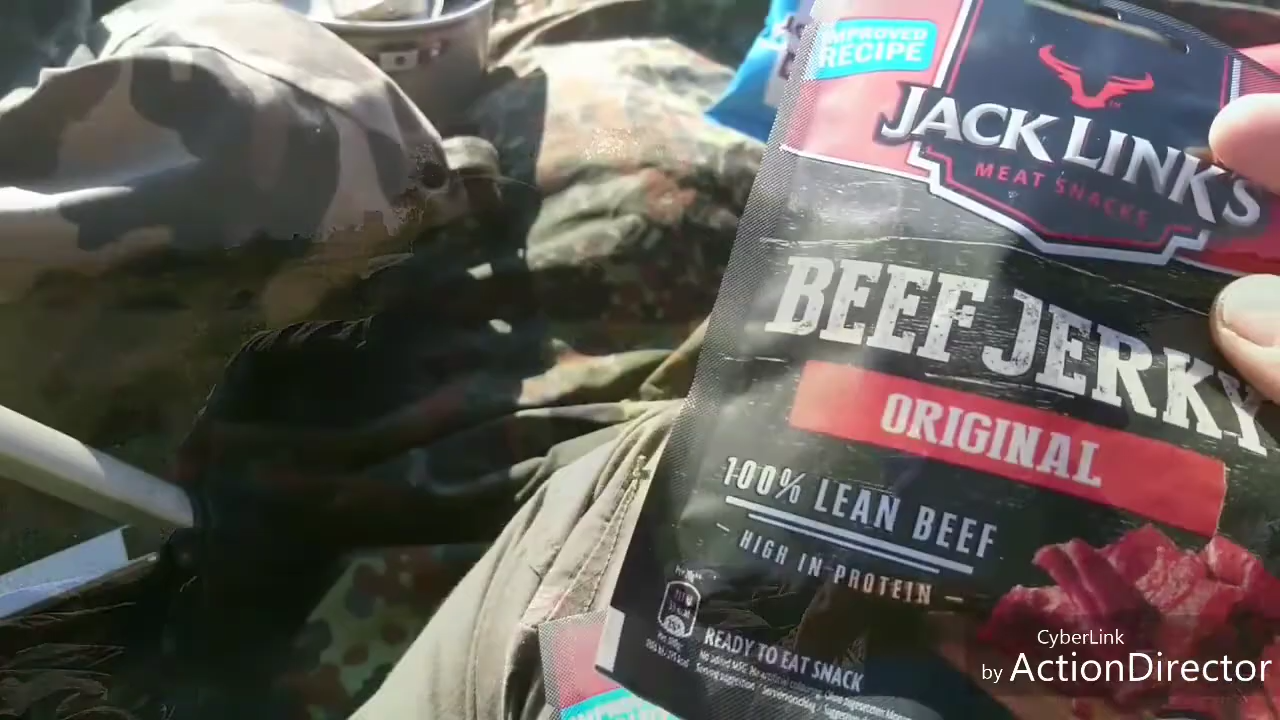 IMPROVED
RECIPE
JACK LINK'S
MEAT SNACKS
BEEF JERKY
ORIGINAL
100% LEAN BEEF
– HIGH IN PROTEIN –
READY TO EAT SNACK
CyberLink
by ActionDirector